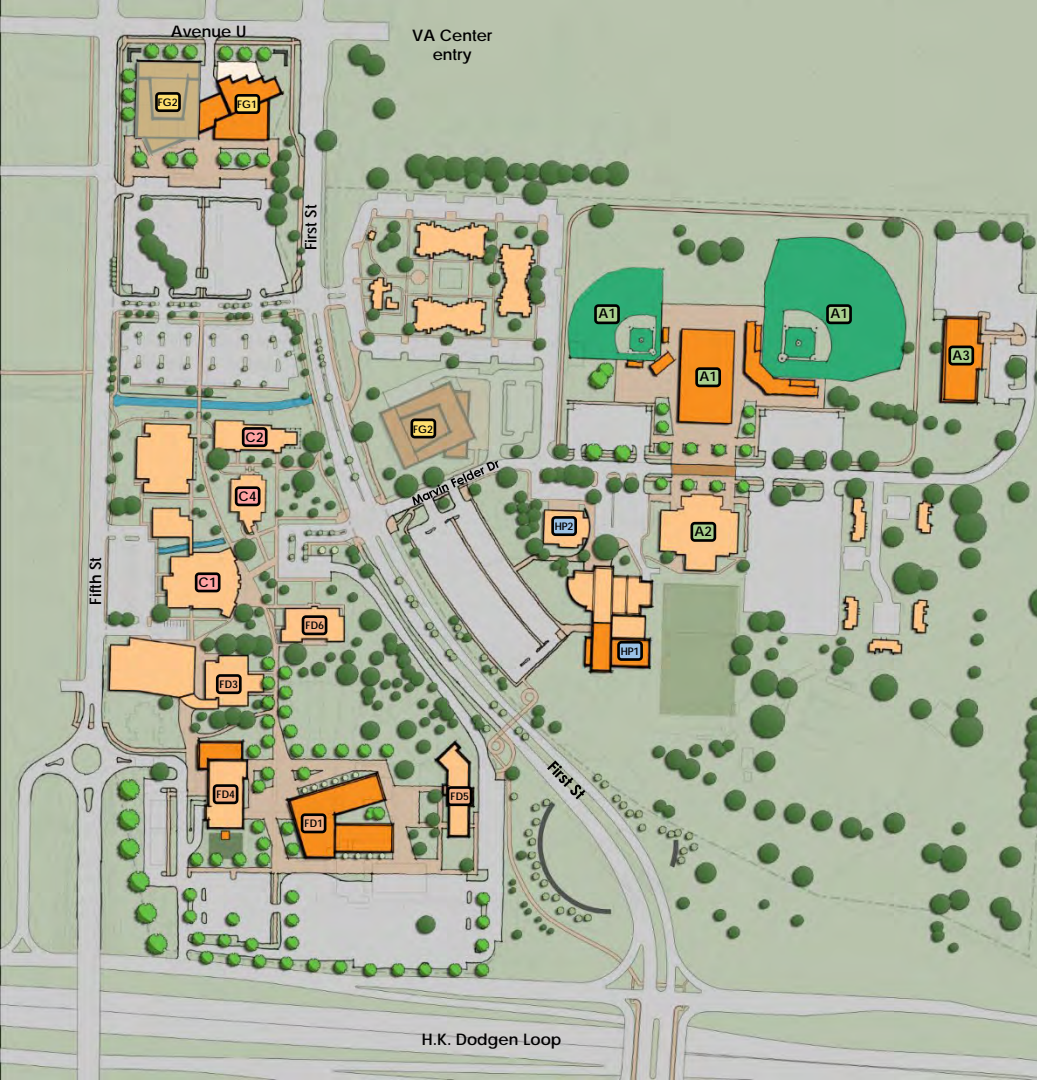 Avenue U
VA Center
entry
FG2
FG1
First St
A1
A1
A3
A1
FG2
C2
Marvin Felder Dr
C4
HP2
A2
Fifth St
C1
FD6
HP1
FD3
First St
FD4
FD5
FD1
H.K. Dodgen Loop